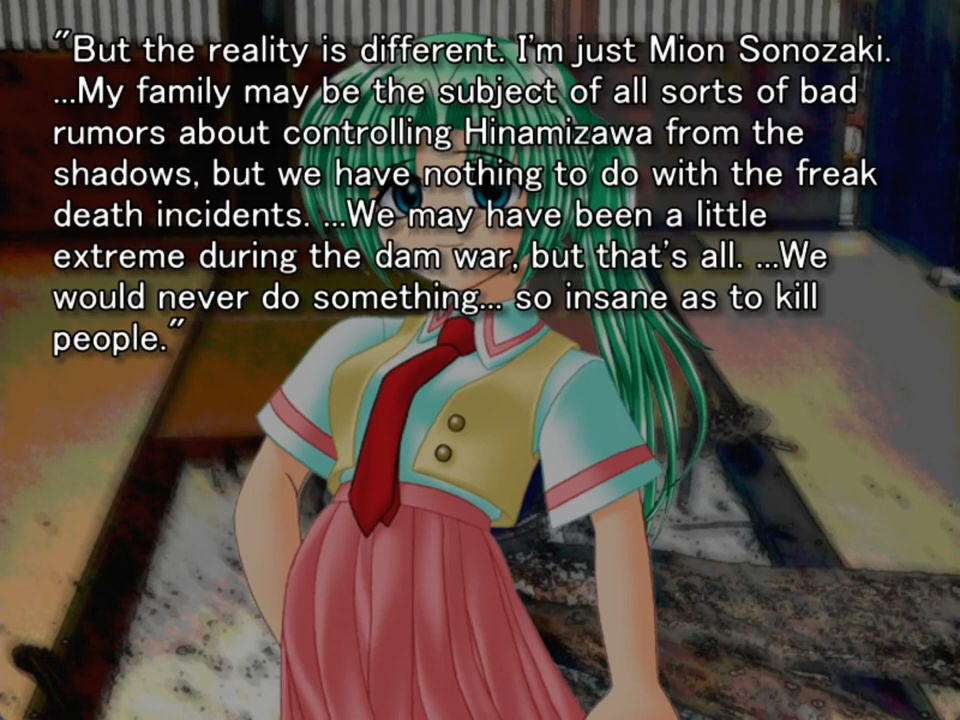 "But the reality is different. I'm just Mion Sonozaki.
...My family may be the subject of all sorts of bad
rumors about controlling Hinamizawa from the
shadows, but we have nothing to do with the freak
death incidents. ...We may have been a little
extreme during the dam war, but that's all. ...We
would never do something... so insane as to kill
people."